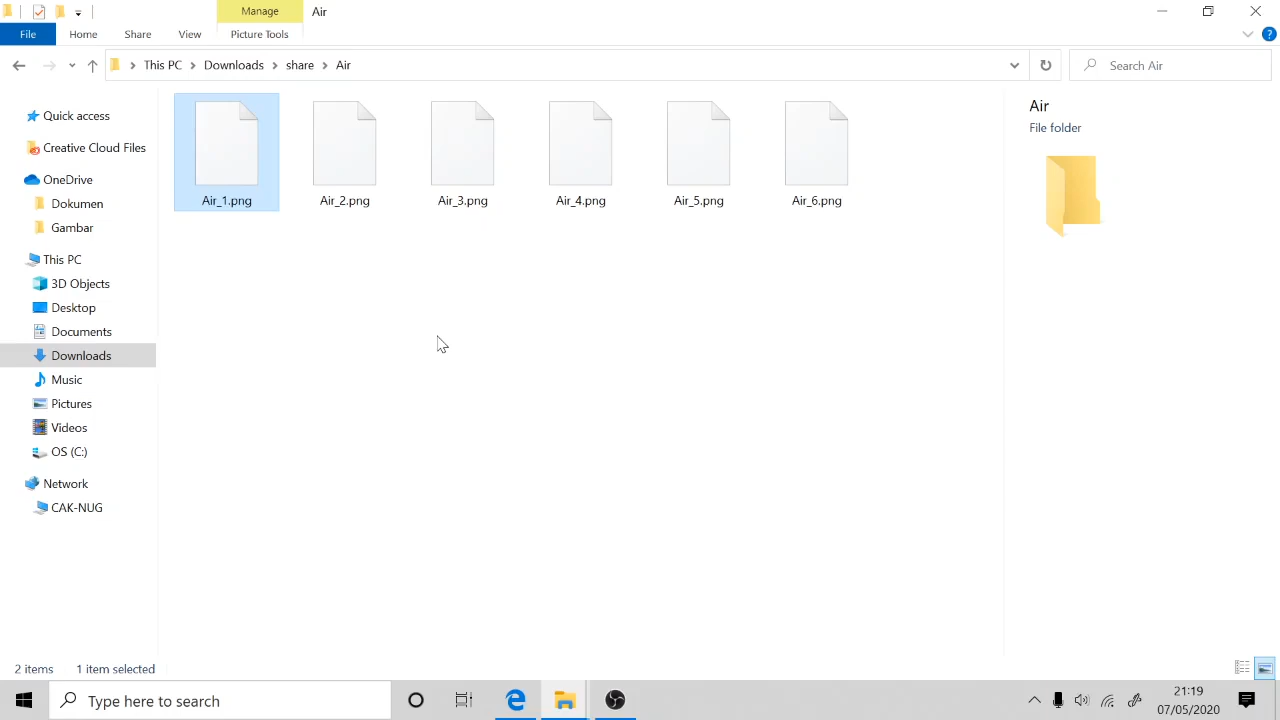 Manage
Air
File
Home
Share
View
Picture Tools
?
This PC
Downloads
share
Air
Search Air
Quick access
Creative Cloud Files
OneDrive
Dokumen
Gambar
This PC
3D Objects
Desktop
Documents
Downloads
Music
Pictures
Videos
OS (C:)
Network
CAK-NUG
Air_1.png
Air_2.png
Air_3.png
Air_4.png
Air_5.png
Air_6.png
Air
File folder
2 items
1 item selected
Type here to search
21:19
07/05/2020